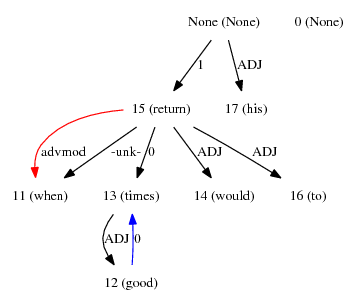 None (None) 0 (None)
1 ADJ
15 (return) 17 (his)
advmod -unk- 0 ADJ ADJ
11 (when) 13 (times) 14 (would) 16 (to)
ADJ 0
12 (good)